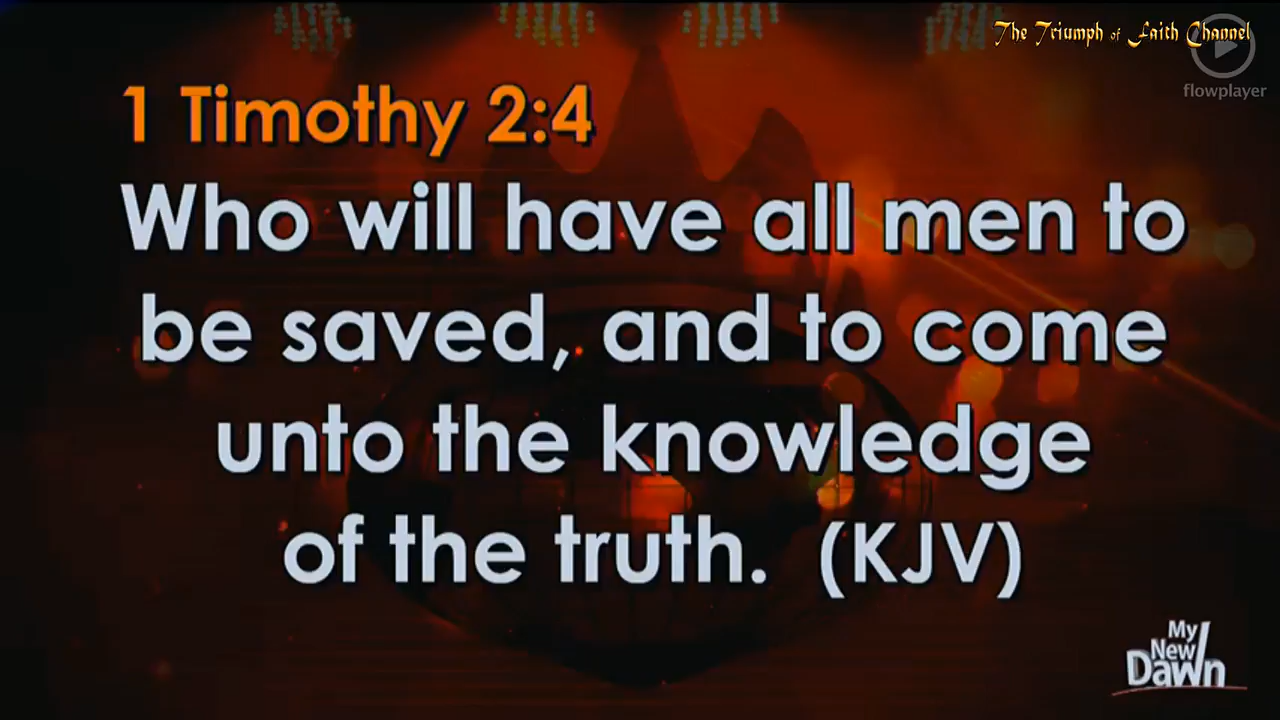 The Triumph of Faith Channel
flowplayer
1 Timothy 2:4
Who will have all men to
be saved, and to come
unto the knowledge
of the truth. (KJV)
My
New
Dawn